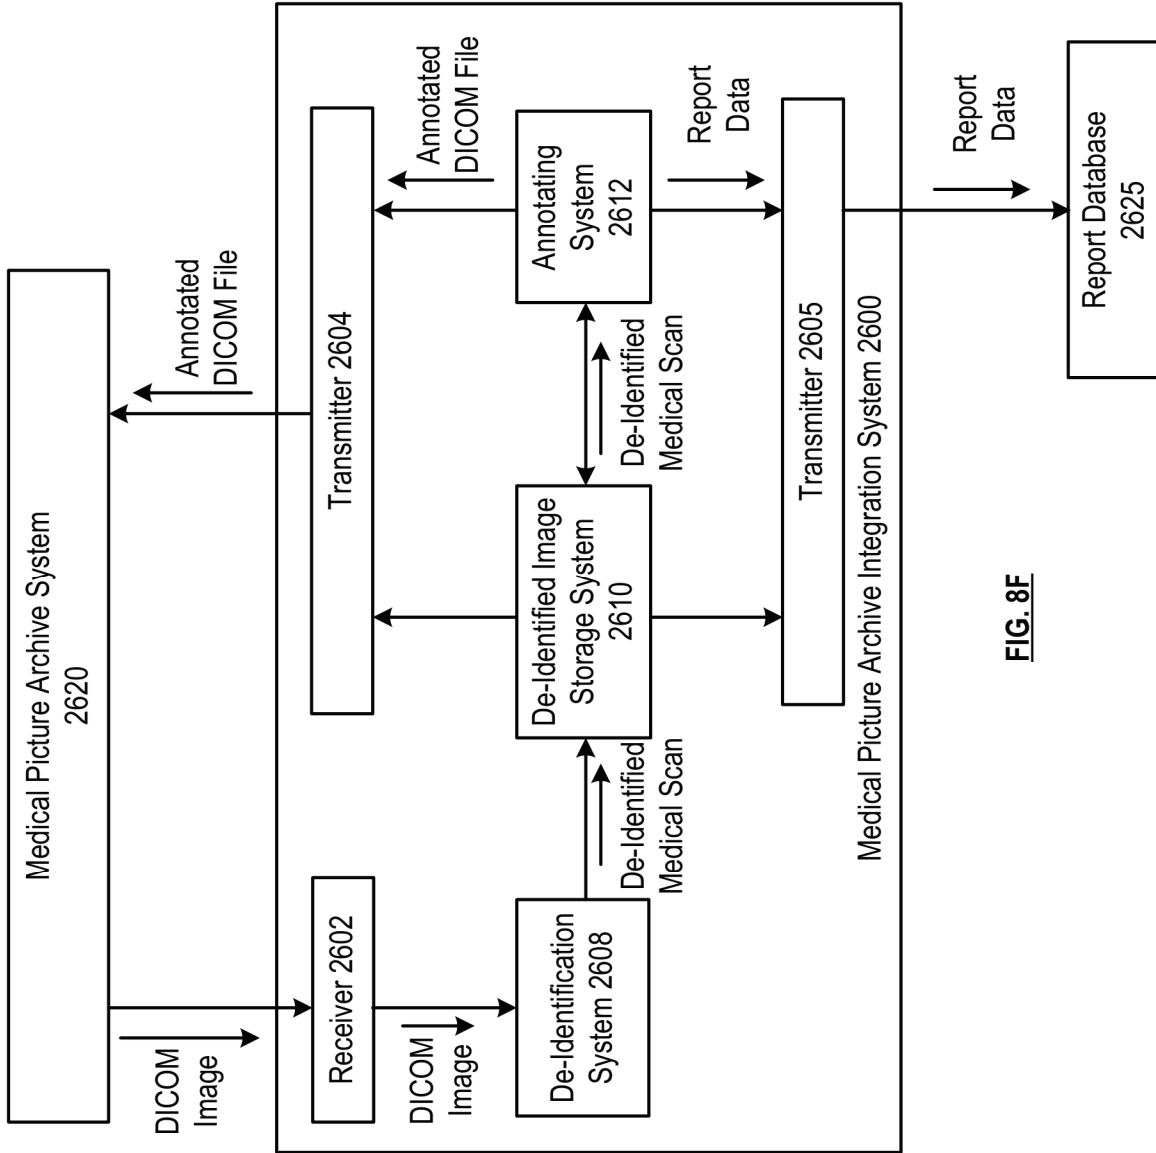 Medical Picture Archive System
2620
DICOM
Image
Annotated
DICOM File
Receiver 2602
Transmitter 2604
DICOM
Image
Annotated
DICOM File
De-Identification
System 2608
De-Identified
Medical Scan
De-Identified Image
Storage System
2610
De-Identified
Medical Scan
Annotating
System
2612
Report
Data
Transmitter 2605
Medical Picture Archive Integration System 2600
Report
Data
Report Database
2625
FIG. 8F